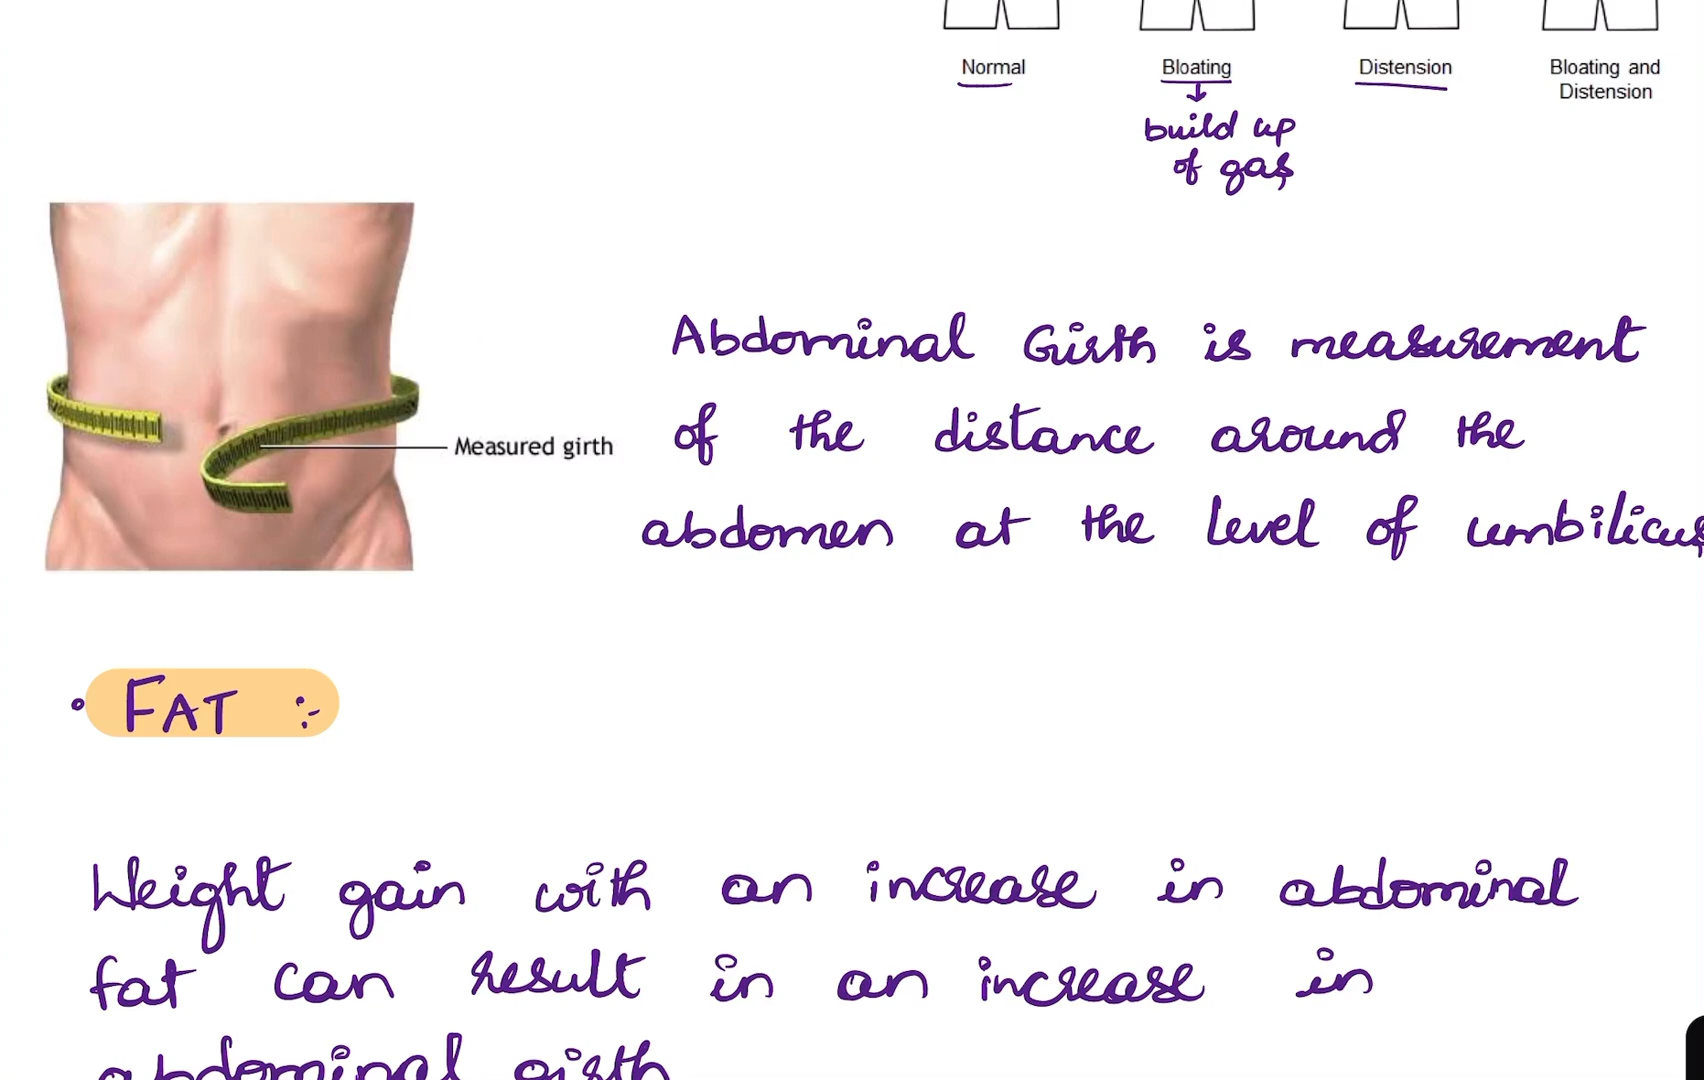 Normal
Bloating
Distension
Bloating and
Distension
build up
of gas
Measured girth
Abdominal Girth is measurement
of the distance around the
abdomen at the level of umbilicus
• FAT :-
Weight gain with an increase in abdominal
fat can result in an increase in
abdominal girth